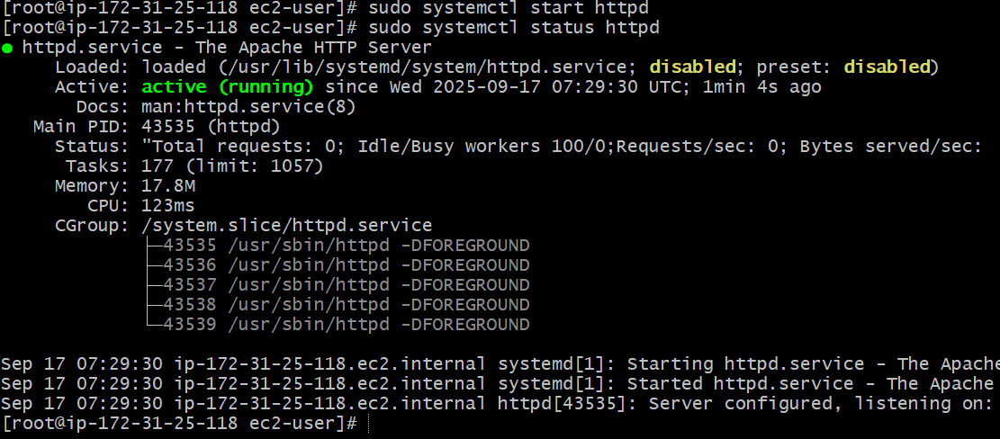 [root@ip-172-31-25-118 ec2-user]# sudo systemctl start httpd
[root@ip-172-31-25-118 ec2-user]# sudo systemctl status httpd
● httpd.service - The Apache HTTP Server
     Loaded: loaded (/usr/lib/systemd/system/httpd.service; disabled; preset: disabled)
     Active: active (running) since Wed 2025-09-17 07:29:30 UTC; 1min 4s ago
       Docs: man:httpd.service(8)
   Main PID: 43535 (httpd)
     Status: "Total requests: 0; Idle/Busy workers 100/0;Requests/sec: 0; Bytes served/sec:
      Tasks: 177 (limit: 1057)
     Memory: 17.8M
        CPU: 123ms
     CGroup: /system.slice/httpd.service
             ├─43535 /usr/sbin/httpd -DFOREGROUND
             ├─43536 /usr/sbin/httpd -DFOREGROUND
             ├─43537 /usr/sbin/httpd -DFOREGROUND
             ├─43538 /usr/sbin/httpd -DFOREGROUND
             └─43539 /usr/sbin/httpd -DFOREGROUND

Sep 17 07:29:30 ip-172-31-25-118.ec2.internal systemd[1]: Starting httpd.service - The Apache
Sep 17 07:29:30 ip-172-31-25-118.ec2.internal systemd[1]: Started httpd.service - The Apache
Sep 17 07:29:30 ip-172-31-25-118.ec2.internal httpd[43535]: Server configured, listening on:
[root@ip-172-31-25-118 ec2-user]#